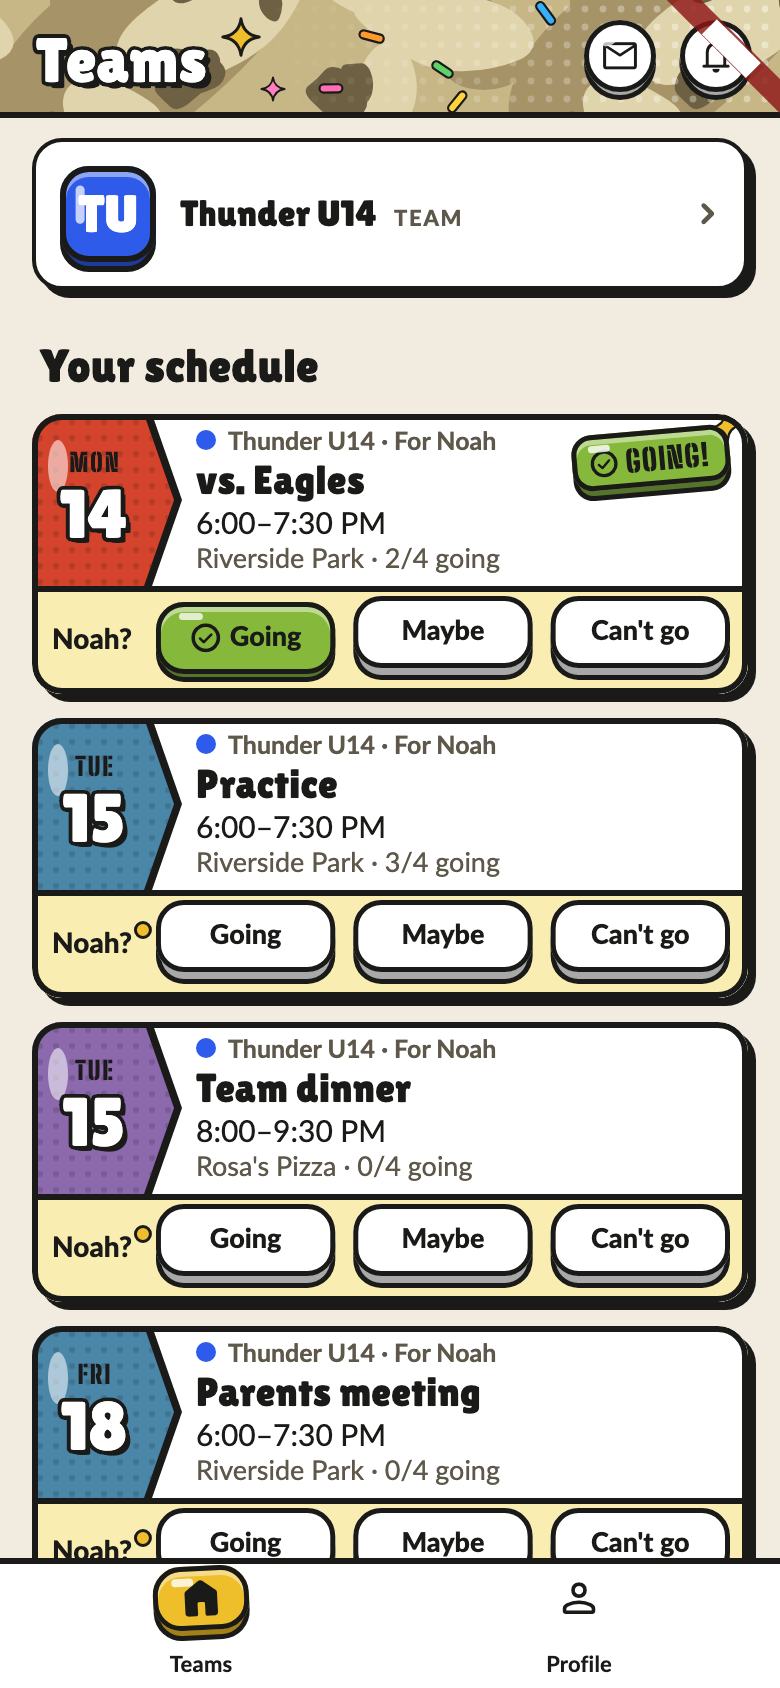 Teams
TU
Thunder U14 TEAM
Your schedule
MON
14
Thunder U14 · For Noah
vs. Eagles
6:00–7:30 PM
Riverside Park · 2/4 going
GOING!
Noah?
Going
Maybe
Can't go
TUE
15
Thunder U14 · For Noah
Practice
6:00–7:30 PM
Riverside Park · 3/4 going
Noah?
Going
Maybe
Can't go
TUE
15
Thunder U14 · For Noah
Team dinner
8:00–9:30 PM
Rosa's Pizza · 0/4 going
Noah?
Going
Maybe
Can't go
FRI
18
Thunder U14 · For Noah
Parents meeting
6:00–7:30 PM
Riverside Park · 0/4 going
Noah?
Going
Maybe
Can't go
Teams
Profile